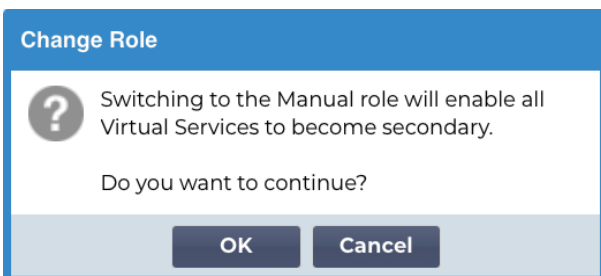 Change Role
Switching to the Manual role will enable all
Virtual Services to become secondary.
Do you want to continue?
OK
Cancel